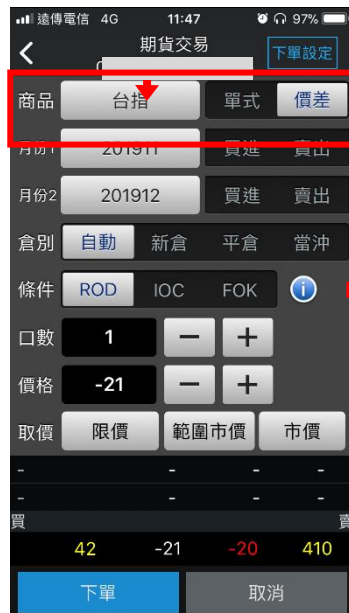 遠傳電信 4G 11:47 97%
期貨交易 下單設定
商品 台指 單式 價差
月份1 201911 買進 賣出
月份2 201912 買進 賣出
倉別 自動 新倉 平倉 當沖
條件 ROD IOC FOK i
口數 1 － ＋
價格 -21 － ＋
取價 限價 範圍市價 市價
- - - -
- - - -
買 賣
42 -21 -20 410
下單 取消